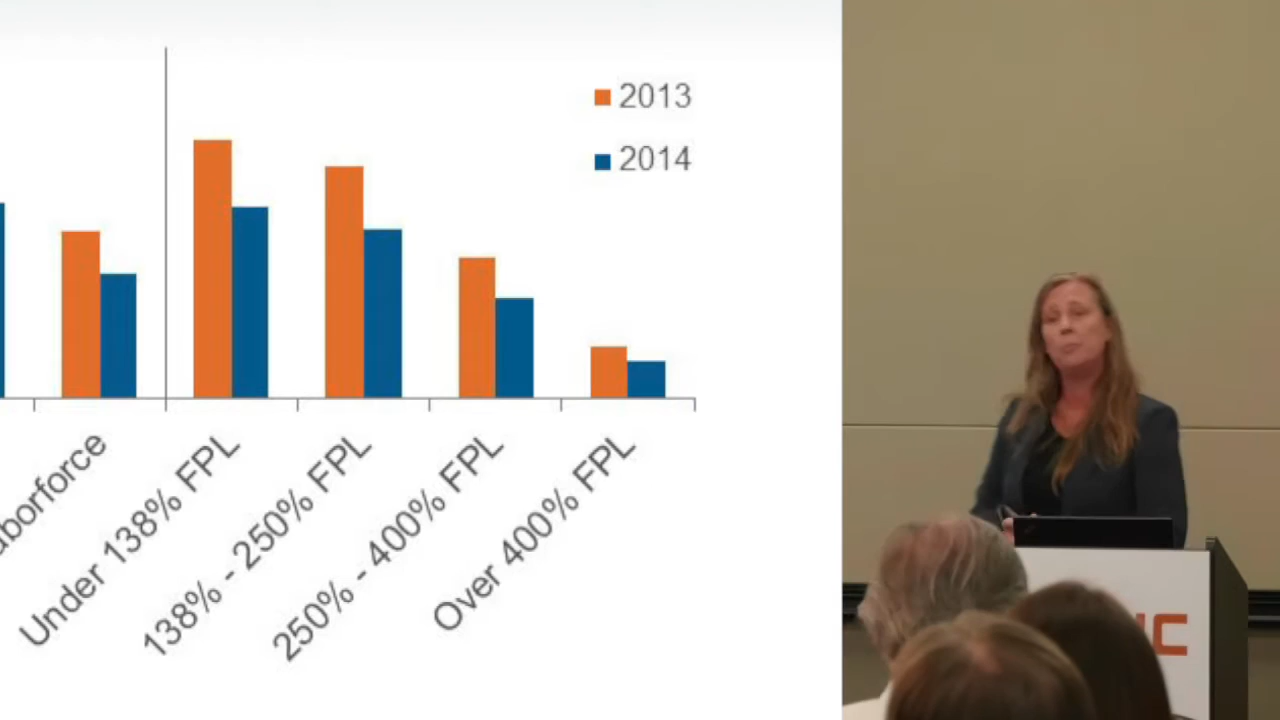 2013
2014
Under 138% FPL
138% - 250% FPL
250% - 400% FPL
Over 400% FPL